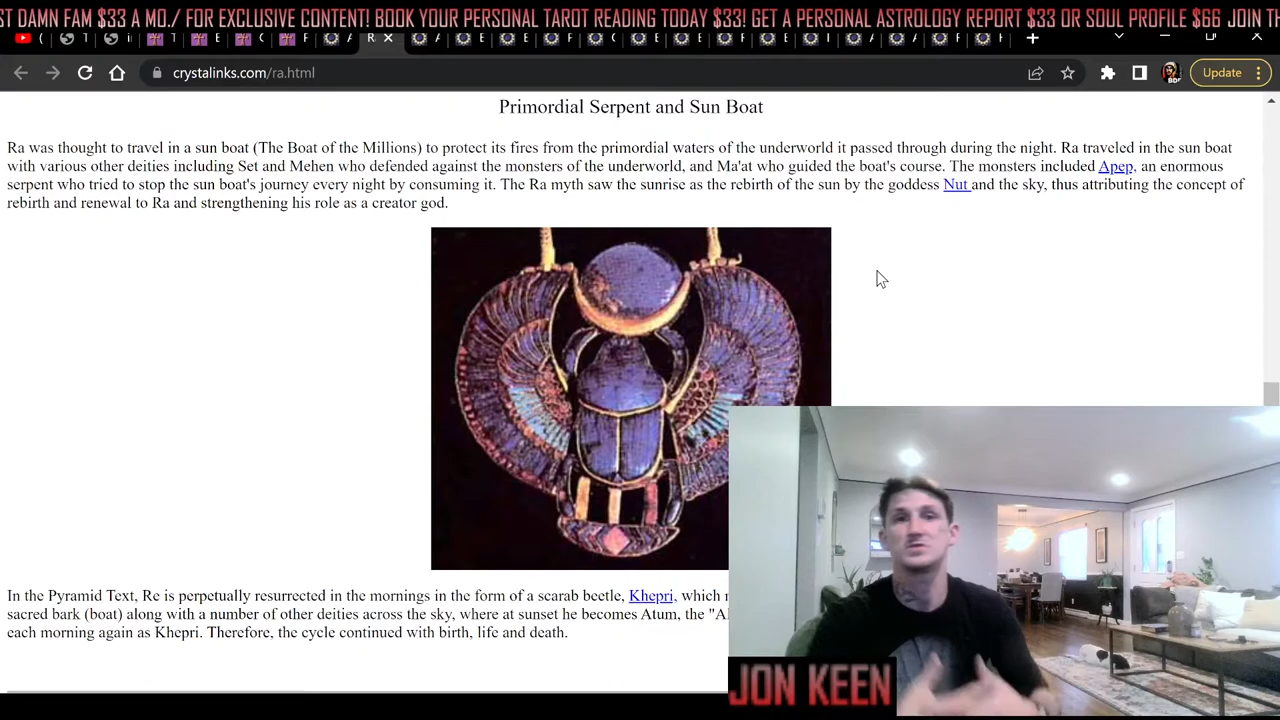 ST DAMN FAM $33 A MO./ FOR EXCLUSIVE CONTENT! BOOK YOUR PERSONAL TAROT READING TODAY $33! GET A PERSONAL ASTROLOGY REPORT $33 OR SOUL PROFILE $66 JOIN T
crystalinks.com/ra.html
Update
Primordial Serpent and Sun Boat
Ra was thought to travel in a sun boat (The Boat of the Millions) to protect its fires from the primordial waters of the underworld it passed through during the night. Ra traveled in the sun boat
with various other deities including Set and Mehen who defended against the monsters of the underworld, and Ma'at who guided the boat's course. The monsters included Apep, an enormous
serpent who tried to stop the sun boat's journey every night by consuming it. The Ra myth saw the sunrise as the rebirth of the sun by the goddess Nut and the sky, thus attributing the concept of
rebirth and renewal to Ra and strengthening his role as a creator god.
In the Pyramid Text, Re is perpetually resurrected in the mornings in the form of a scarab beetle, Khepri, which
sacred bark (boat) along with a number of other deities across the sky, where at sunset he becomes Atum, the
each morning again as Khepri. Therefore, the cycle continued with birth, life and death.
JON KEEN